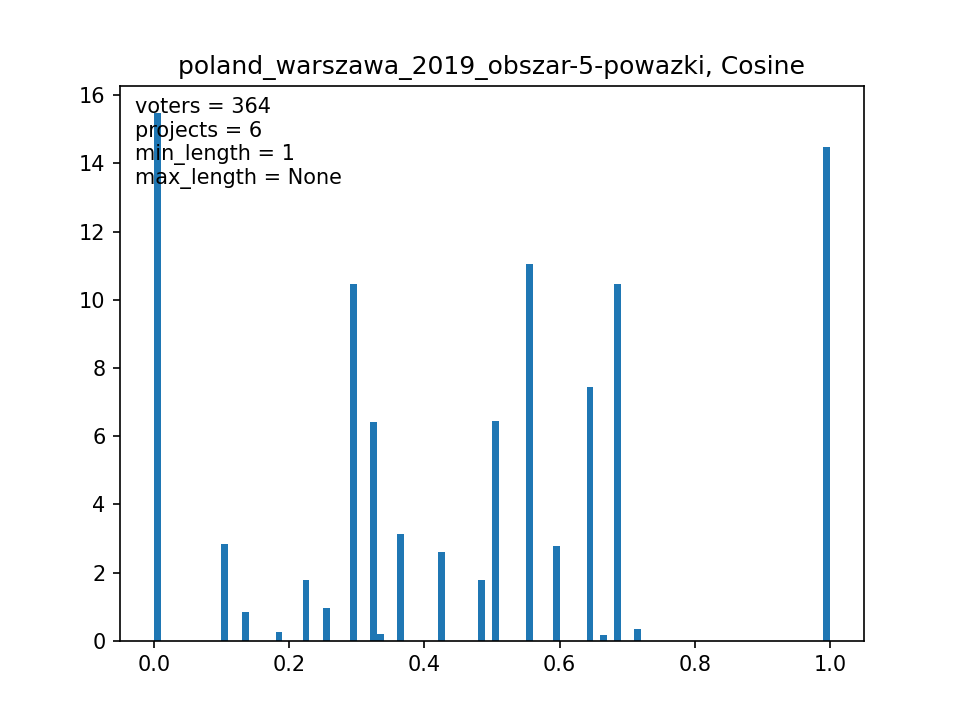 poland_warszawa_2019_obszar-5-powazki, Cosine
voters = 364
projects = 6
min_length = 1
max_length = None
16
14
12
10
8
6
4
2
0
0.0 0.2 0.4 0.6 0.8 1.0